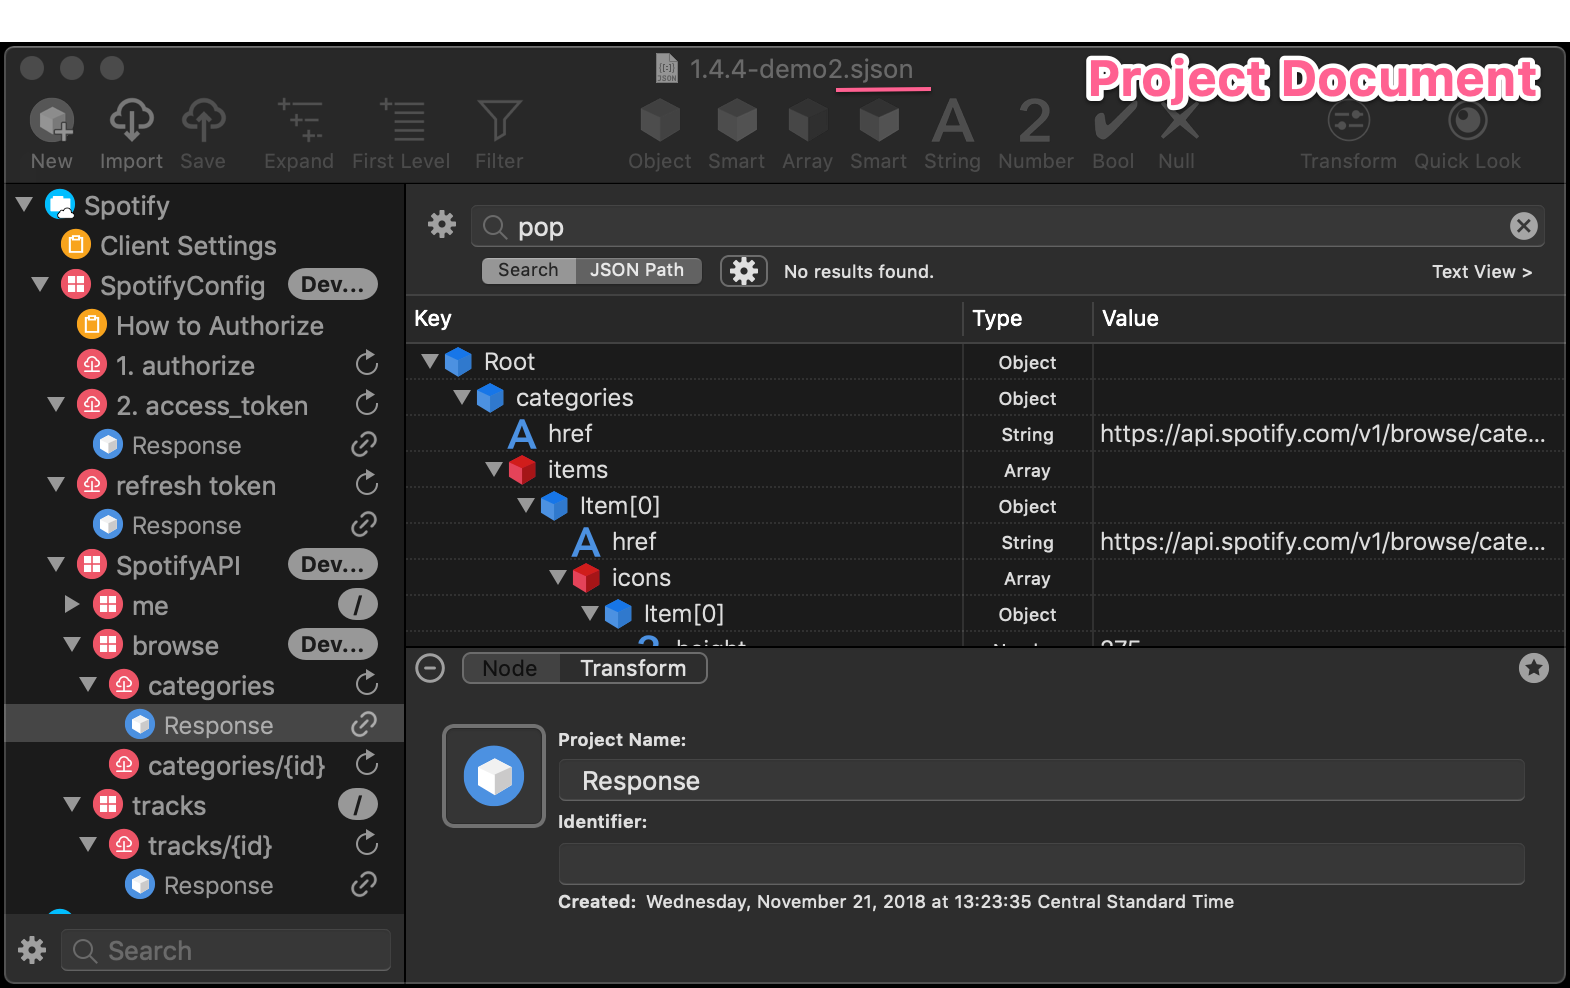 1.4.4-demo2.sjson
Project Document
New Import Save Expand First Level Filter Object Smart Array Smart String Number Bool Null Transform Quick Look
Spotify
Client Settings
SpotifyConfig Dev...
How to Authorize
1. authorize
2. access_token
Response
refresh token
Response
SpotifyAPI Dev...
me /
browse Dev...
categories
Response
categories/{id}
tracks /
tracks/{id}
Response
Search
pop
Search JSON Path No results found. Text View >
Key Type Value
Root Object
categories Object
href String https://api.spotify.com/v1/browse/cate...
items Array
Item[0] Object
href String https://api.spotify.com/v1/browse/cate...
icons Array
Item[0] Object
height 275
Node Transform
Project Name:
Response
Identifier:
Created: Wednesday, November 21, 2018 at 13:23:35 Central Standard Time